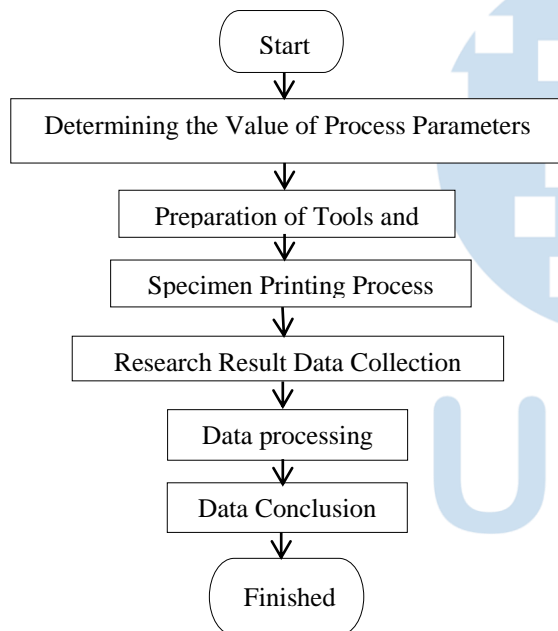 Start
Determining the Value of Process Parameters
Preparation of Tools and
Specimen Printing Process
Research Result Data Collection
Data processing
Data Conclusion
Finished
U